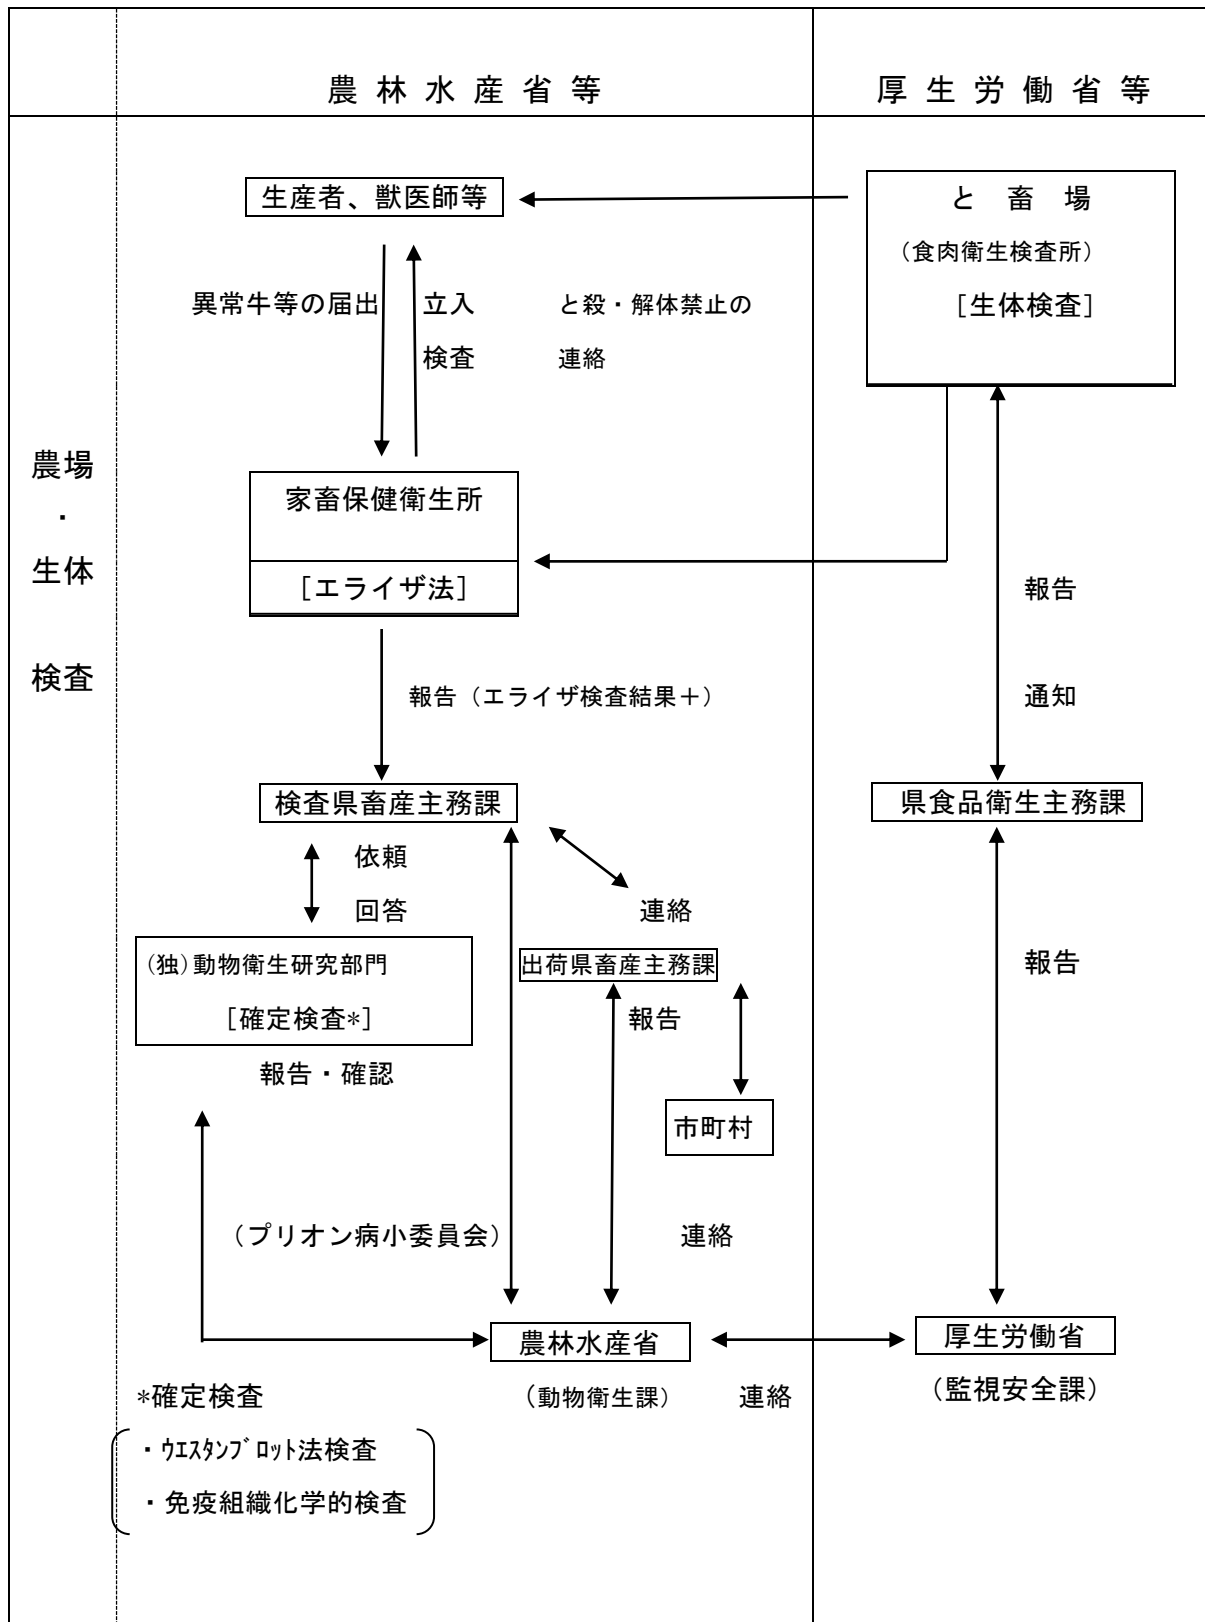 農林水産省等
厚生労働省等
農場
・
生体
検査
生産者、獣医師等
と畜場
（食肉衛生検査所）
［生体検査］
異常牛等の届出
立入
検査
と殺・解体禁止の
連絡
家畜保健衛生所
［エライザ法］
報告
通知
報告（エライザ検査結果＋）
検査県畜産主務課
県食品衛生主務課
依頼
回答
連絡
(独)動物衛生研究部門
［確定検査*］
出荷県畜産主務課
報告
報告
報告・確認
市町村
（プリオン病小委員会）
連絡
農林水産省
厚生労働省
（動物衛生課）
連絡
（監視安全課）
*確定検査
・ｳｴｽﾀﾝﾌﾞﾛｯﾄ法検査
・免疫組織化学的検査